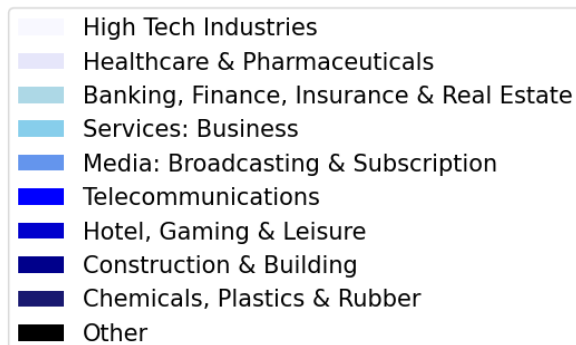 High Tech Industries
Healthcare & Pharmaceuticals
Banking, Finance, Insurance & Real Estate
Services: Business
Media: Broadcasting & Subscription
Telecommunications
Hotel, Gaming & Leisure
Construction & Building
Chemicals, Plastics & Rubber
Other